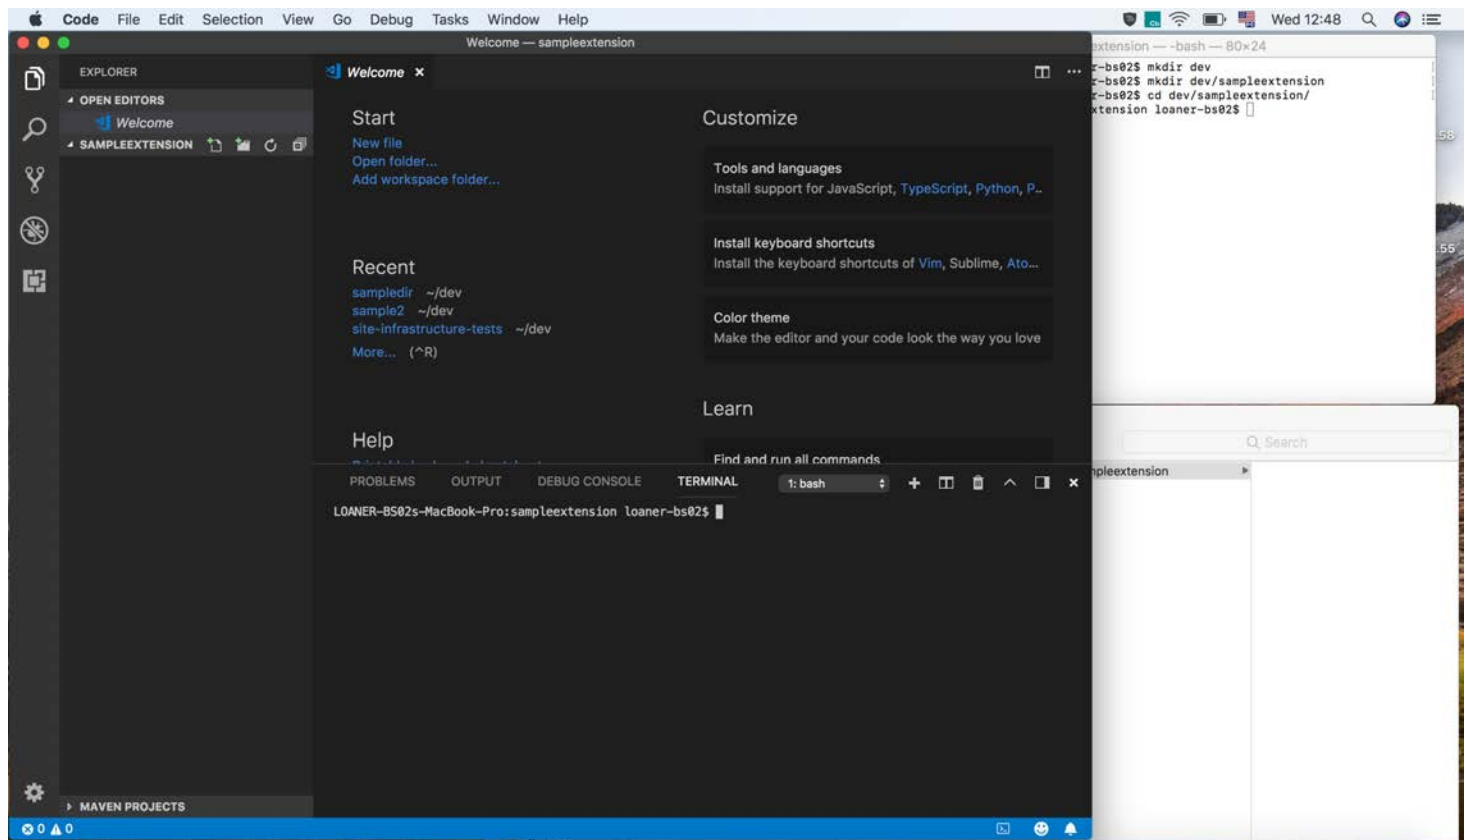 Code File Edit Selection View Go Debug Tasks Window Help Wed 12:48
Welcome — sampleextension
EXPLORER
OPEN EDITORS
Welcome
SAMPLEEXTENSION
MAVEN PROJECTS
Welcome
Start
New file
Open folder...
Add workspace folder...
Recent
sampledir ~/dev
sample2 ~/dev
site-infrastructure-tests ~/dev
More... (^R)
Help
Customize
Tools and languages
Install support for JavaScript, TypeScript, Python, P...
Install keyboard shortcuts
Install the keyboard shortcuts of Vim, Sublime, Ato...
Color theme
Make the editor and your code look the way you love
Learn
Find and run all commands
PROBLEMS OUTPUT DEBUG CONSOLE TERMINAL 1: bash
LOANER-BS02s-MacBook-Pro:sampleextension loaner-bs02$
0 0
extension — -bash — 80×24
r-bs02$ mkdir dev
r-bs02$ mkdir dev/sampleextension
r-bs02$ cd dev/sampleextension/
xtension loaner-bs02$
.58
.55
Search
mpleextension